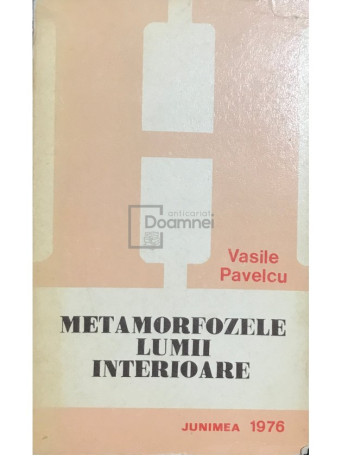 anticariat
Doamnei
Vasile
Pavelcu
METAMORFOZELE
LUMII
INTERIOARE
JUNIMEA 1976